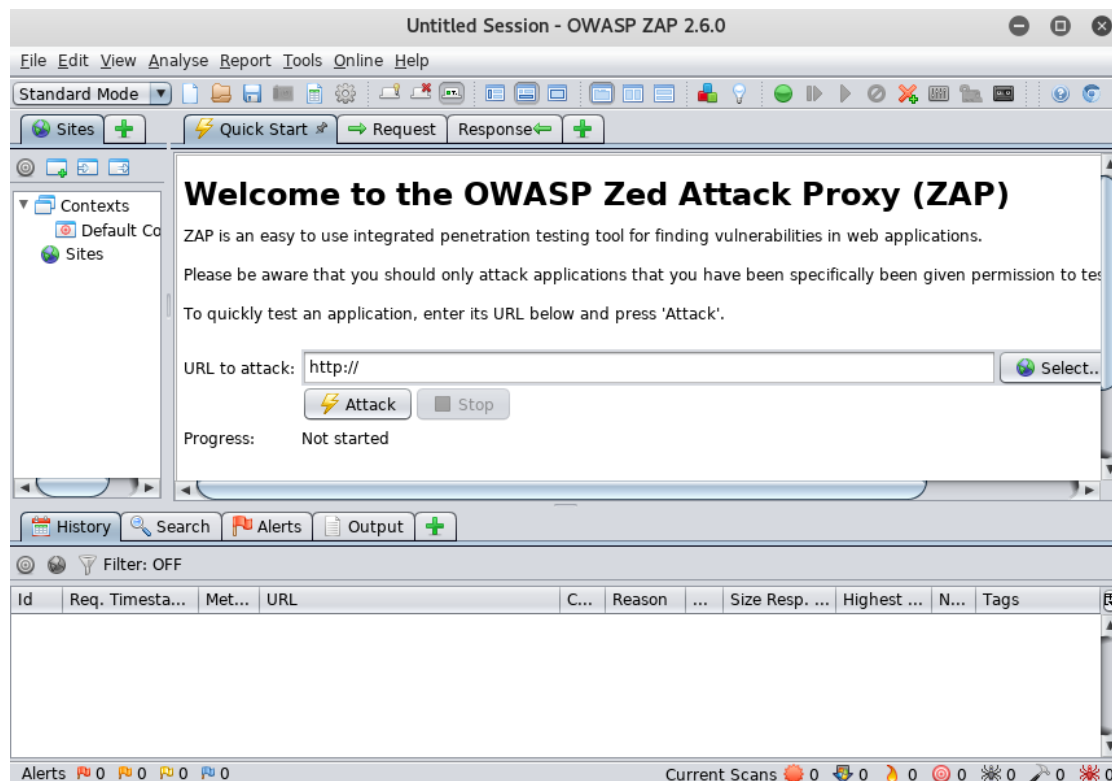 Untitled Session - OWASP ZAP 2.6.0
File Edit View Analyse Report Tools Online Help
Standard Mode
Sites
Quick Start
Request
Response
Contexts
Default Co
Sites
Welcome to the OWASP Zed Attack Proxy (ZAP)
ZAP is an easy to use integrated penetration testing tool for finding vulnerabilities in web applications.
Please be aware that you should only attack applications that you have been specifically been given permission to tes
To quickly test an application, enter its URL below and press 'Attack'.
URL to attack: http:// Select..
Attack Stop
Progress: Not started
History Search Alerts Output
Filter: OFF
Id Req. Timesta... Met... URL C... Reason ... Size Resp. ... Highest ... N... Tags
Alerts 0 0 0 0 Current Scans 0 0 0 0 0 0 0